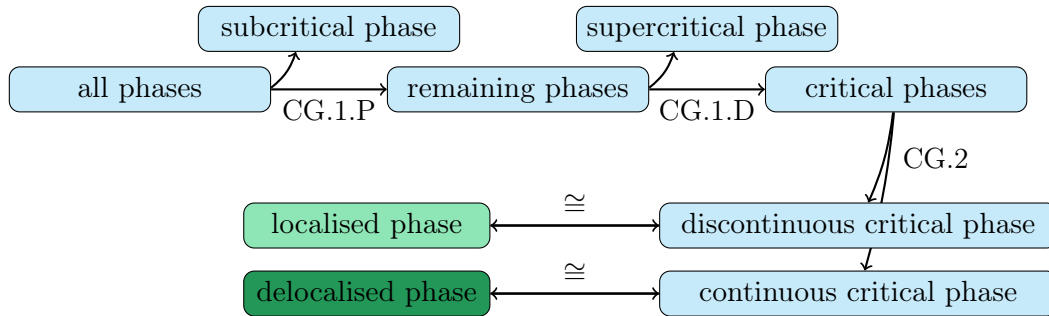 subcritical phase
supercritical phase
all phases
CG.1.P
remaining phases
CG.1.D
critical phases
CG.2
localised phase
≅
discontinuous critical phase
delocalised phase
≅
continuous critical phase